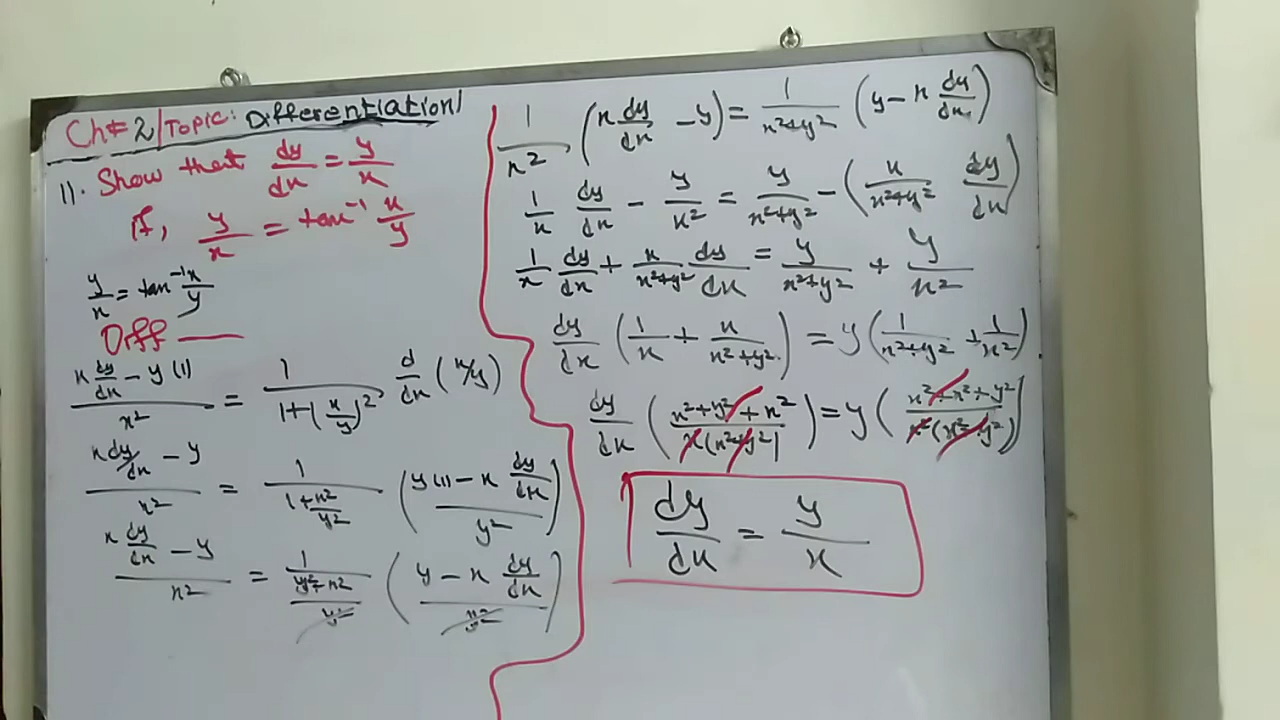 Ch# 2/Topic: Differentiation/
11. Show that dy/dx = y/x
If, y/x = tan⁻¹ x/y
y/x = tan⁻¹ x/y
Diff
(x dy/dx - y(1))/x² = 1/(1+(x/y)²) · d/dx (x/y)
(x dy/dx - y)/x² = 1/(1+x²/y²) ((y(1) - x dy/dx)/y²)
(x dy/dx - y)/x² = 1/((y²+x²)/y²) ((y - x dy/dx)/y²)
1/x² · (x dy/dx - y) = 1/(x²+y²) (y - x dy/dx)
1/x dy/dx - y/x² = y/(x²+y²) - (x/(x²+y²) dy/dx)
1/x dy/dx + x/(x²+y²) dy/dx = y/(x²+y²) + y/x²
dy/dx (1/x + x/(x²+y²)) = y(1/(x²+y²) + 1/x²)
dy/dx ((x²+y²+x²)/(x(x²+y²))) = y((x²+x²+y²)/(x²(x²+y²)))
dy/dx = y/x